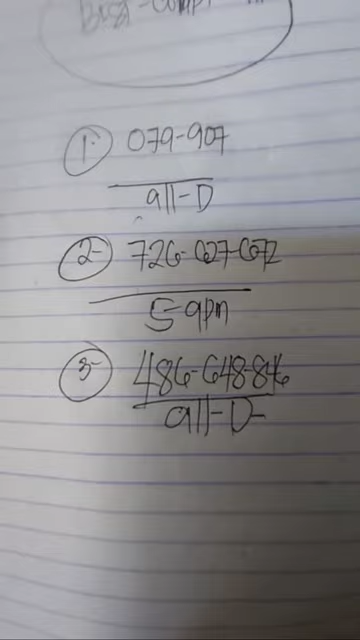 1. 079-907
all-D
2- 726-627-672
5-9pm
3- 486-648-846
all-D-